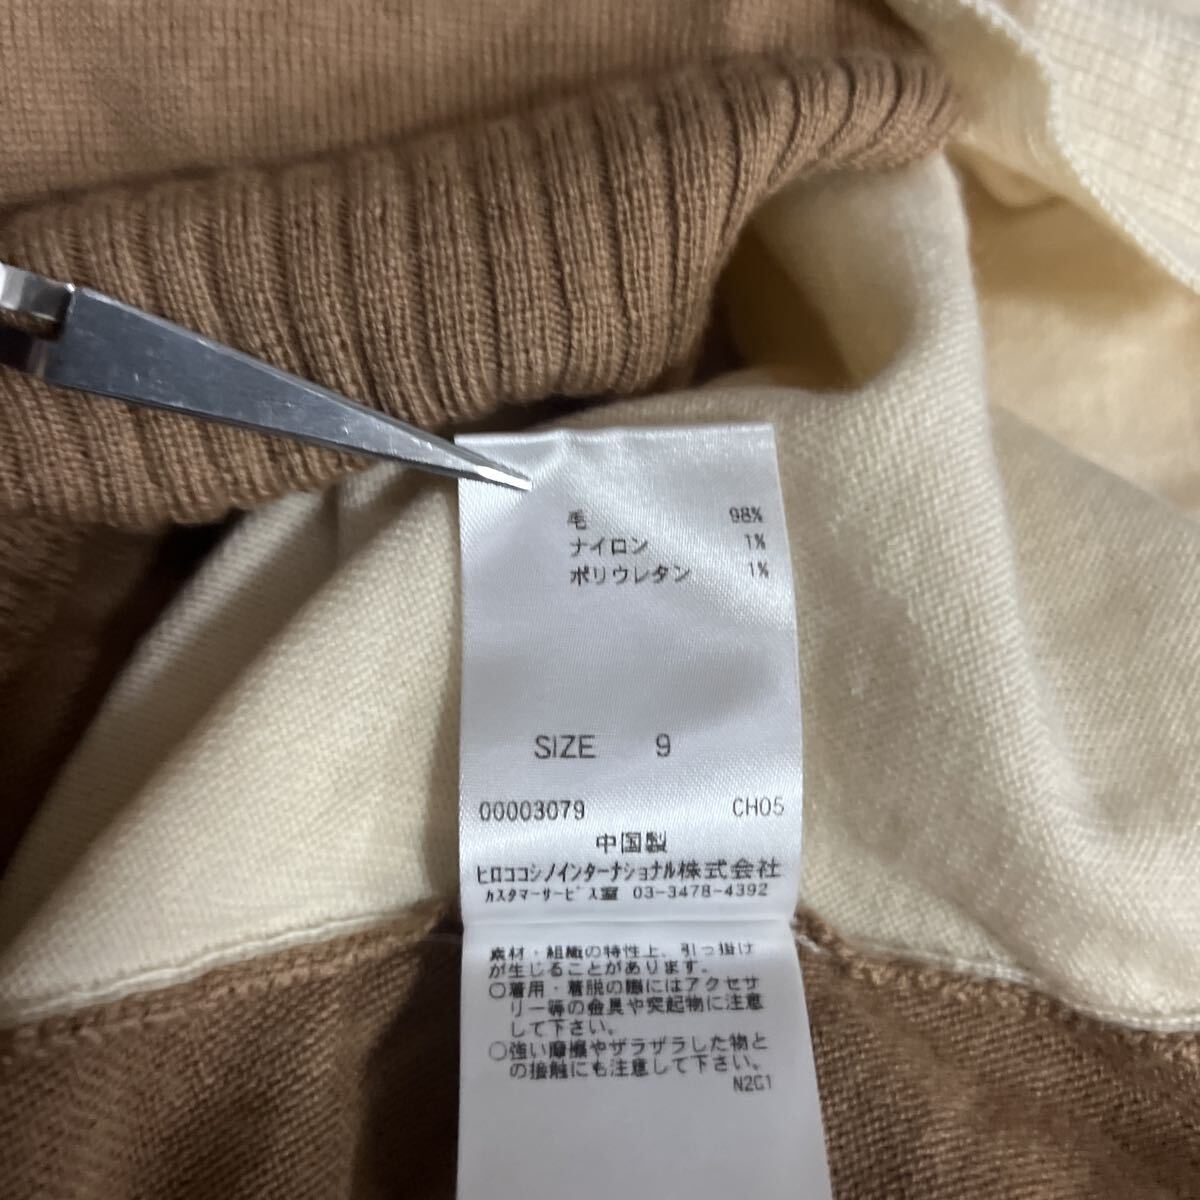 毛 98%
ナイロン 1%
ポリウレタン 1%
SIZE 9
00003079 CH05
中国製
ヒロココシノインターナショナル株式会社
カスタマーサービス室 03-3478-4392
素材・組織の特性上、引っ掛け
が生じることがあります。
○着用・着脱の際にはアクセサ
リー等の金具や突起物に注意
して下さい。
○強い摩擦やザラザラした物と
の接触にも注意して下さい。
N2C1